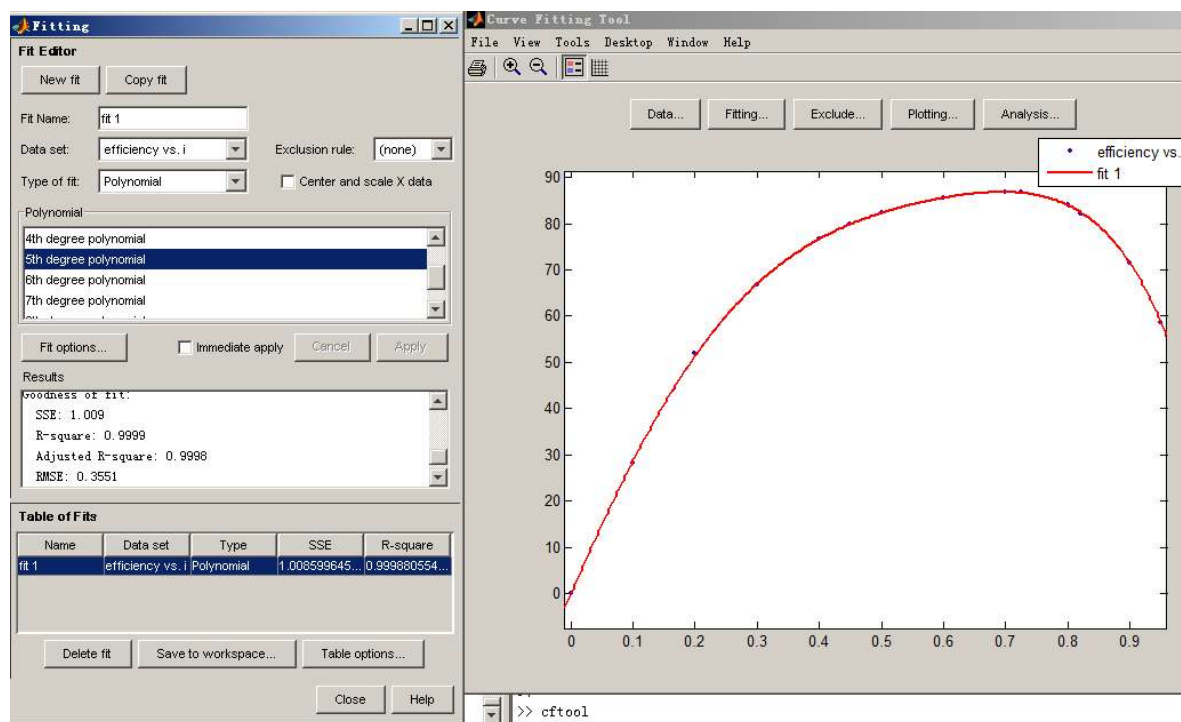 Fitting
Fit Editor
New fit
Copy fit
Fit Name:
fit 1
Data set:
efficiency vs. i
Exclusion rule:
(none)
Type of fit:
Polynomial
Center and scale X data
Polynomial
4th degree polynomial
5th degree polynomial
6th degree polynomial
7th degree polynomial
Fit options...
Immediate apply
Cancel
Apply
Results
Goodness of fit:
SSE: 1.009
R-square: 0.9999
Adjusted R-square: 0.9998
RMSE: 0.3551
Table of Fits
Name Data set Type SSE R-square
fit 1 efficiency vs. i Polynomial 1.008599645... 0.999880554...
Delete fit
Save to workspace...
Table options...
Close
Help
Curve Fitting Tool
File View Tools Desktop Window Help
Data...
Fitting...
Exclude...
Plotting...
Analysis...
efficiency vs.
fit 1
90
80
70
60
50
40
30
20
10
0
0 0.1 0.2 0.3 0.4 0.5 0.6 0.7 0.8 0.9
>> cftool